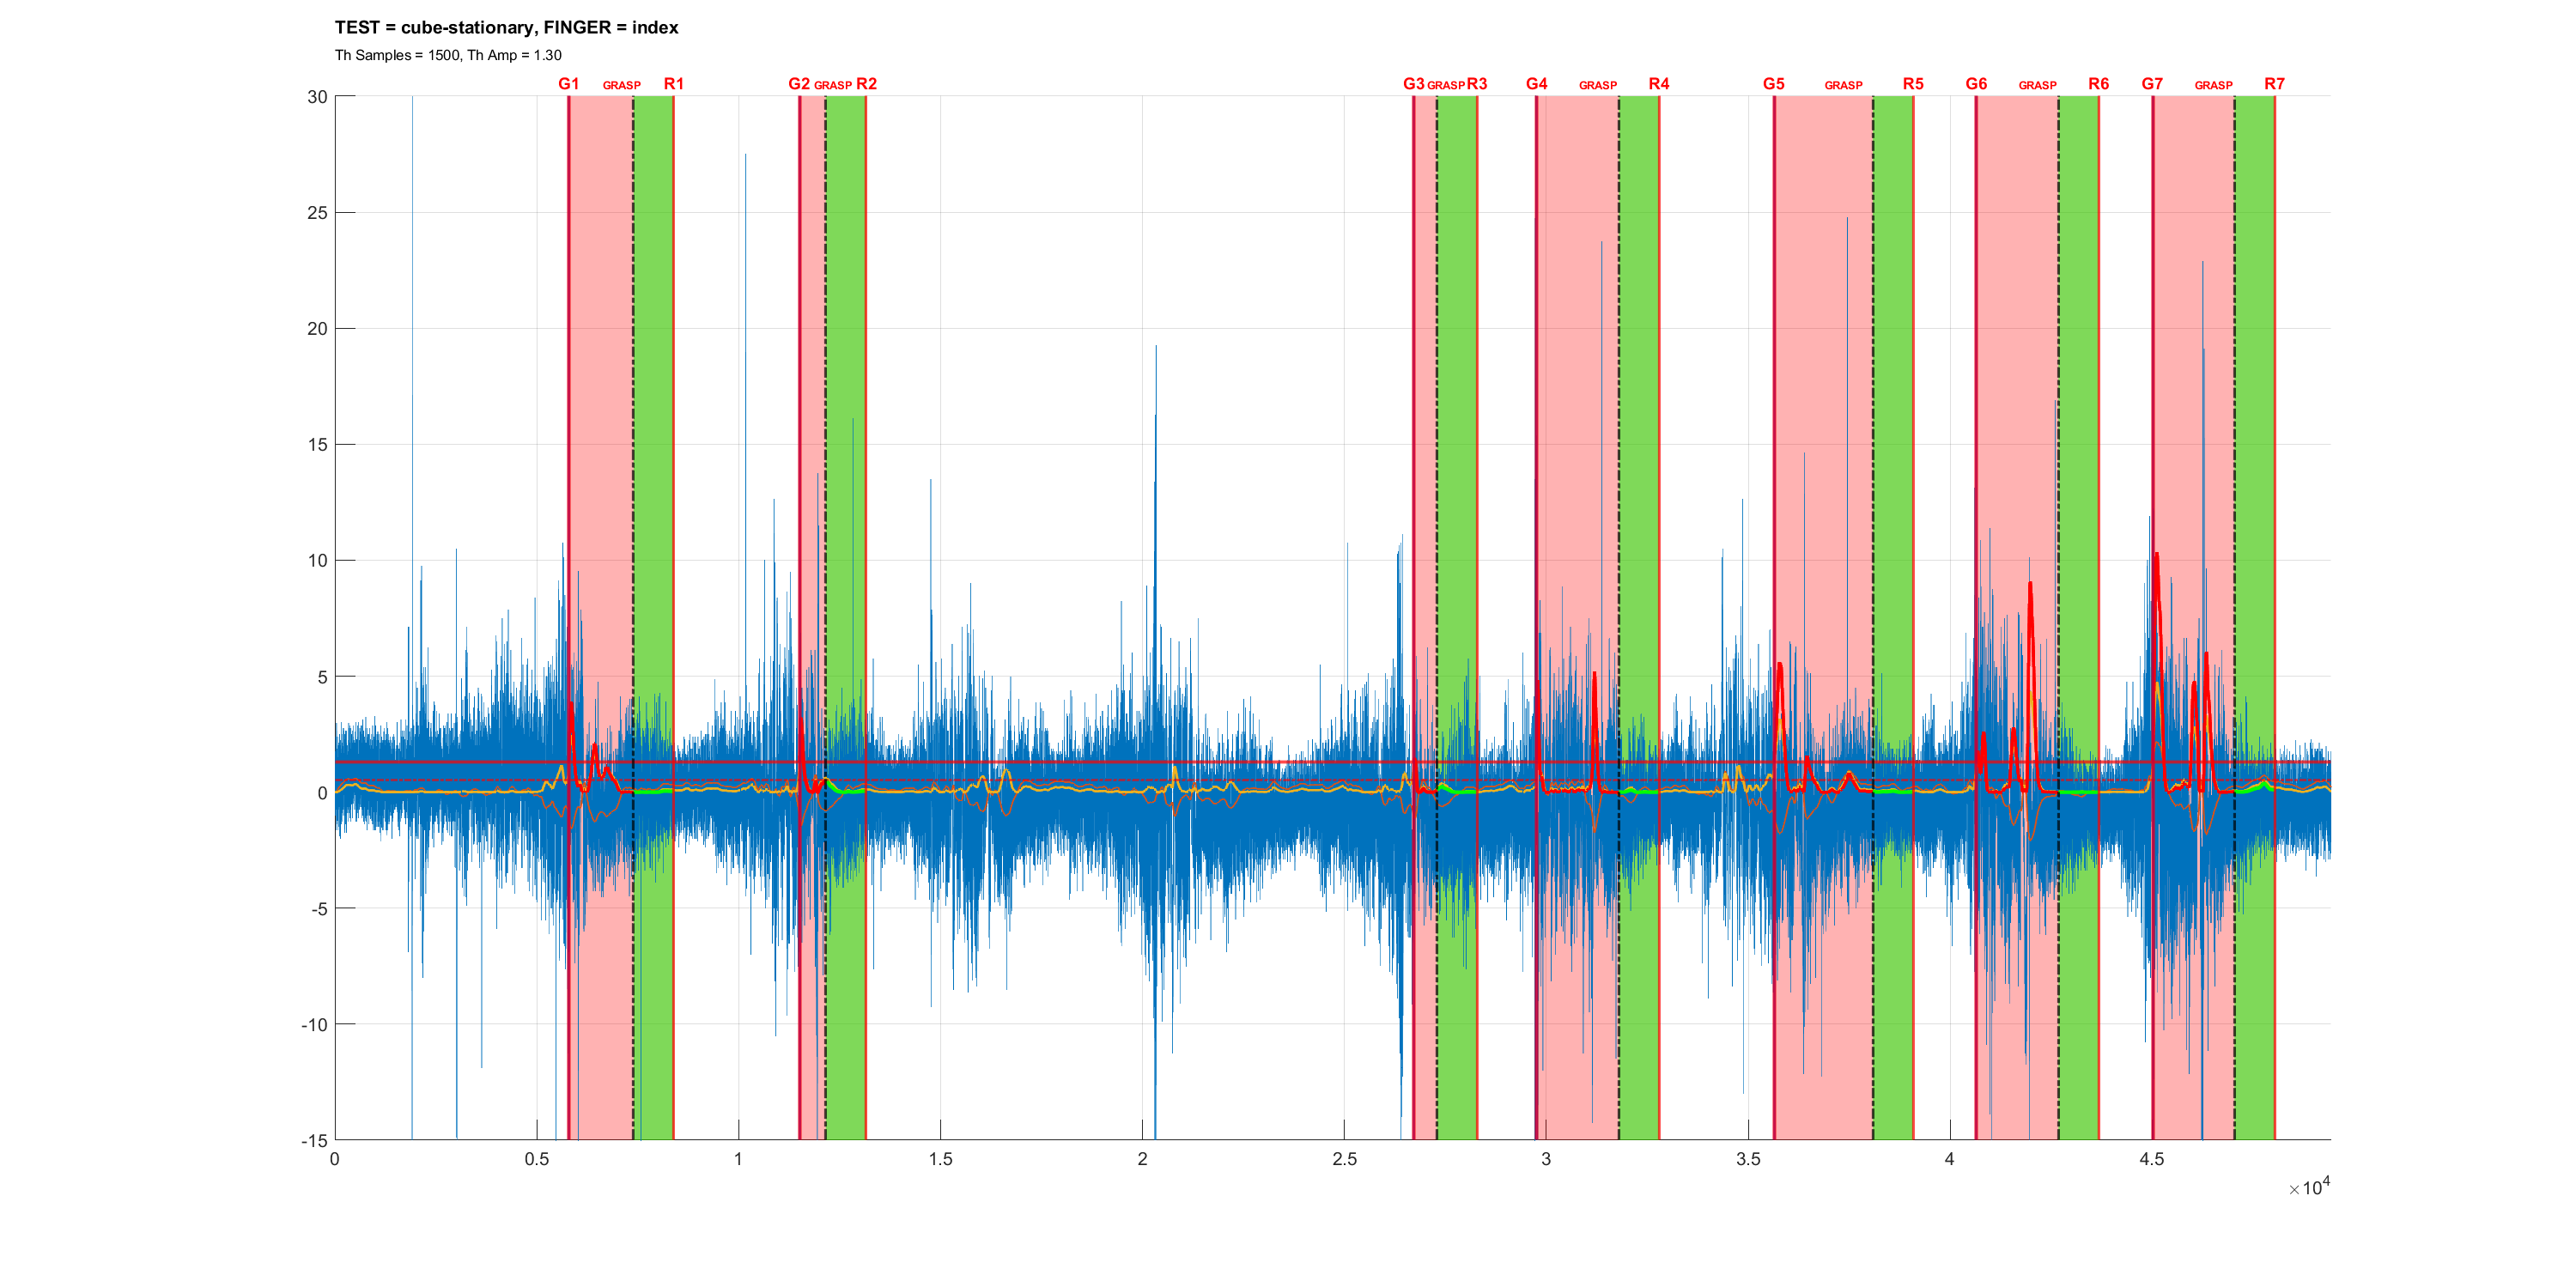 TEST = cube-stationary, FINGER = index
Th Samples = 1500, Th Amp = 1.30
G1 GRASP R1 G2 GRASP R2 G3 GRASP R3 G4 GRASP R4 G5 GRASP R5 G6 GRASP R6 G7 GRASP R7
30
25
20
15
10
5
0
-5
-10
-15
0 0.5 1 1.5 2 2.5 3 3.5 4 4.5
×10⁴